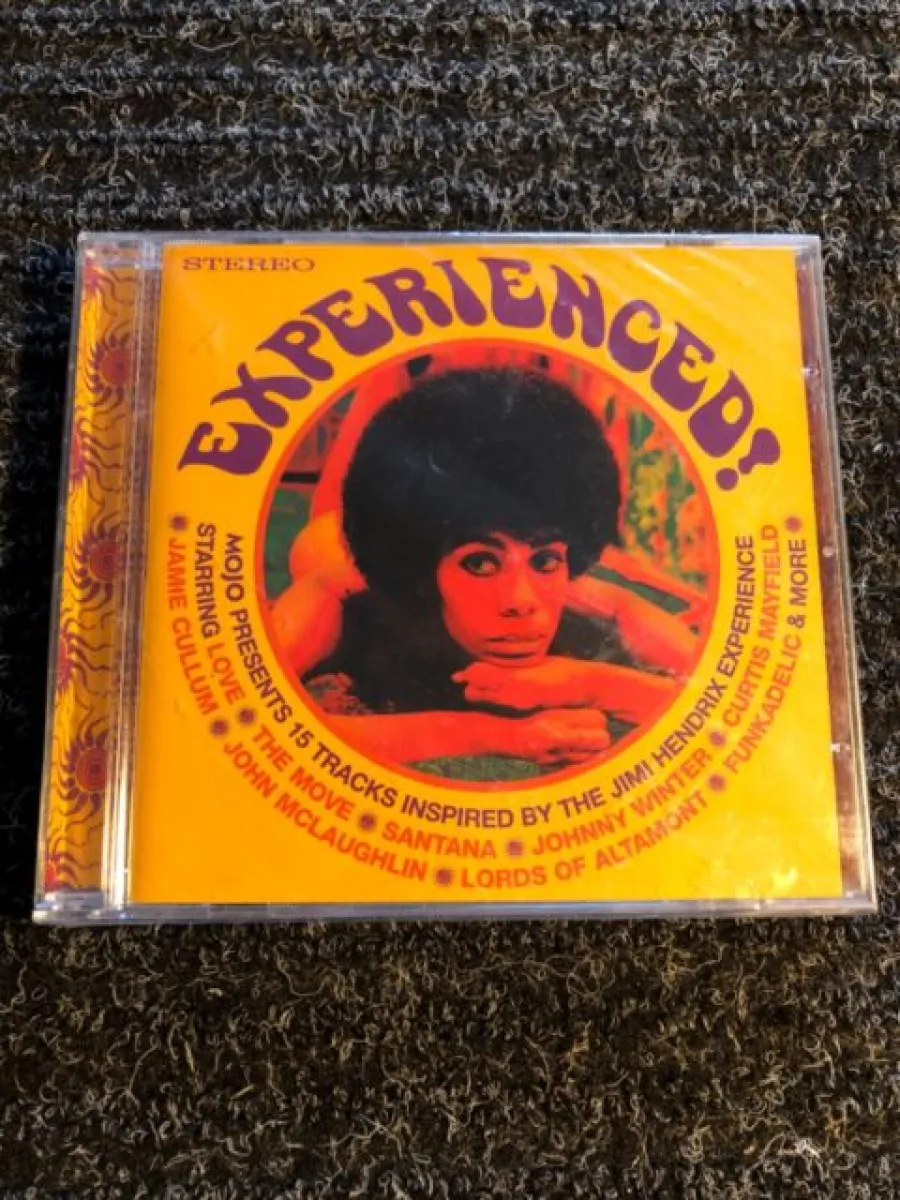 STEREO
EXPERIENCED!
MOJO PRESENTS 15 TRACKS INSPIRED BY THE JIMI HENDRIX EXPERIENCE
STARRING LOVE • THE MOVE • SANTANA • JOHNNY WINTER • CURTIS MAYFIELD
• JAMIE CULLUM • JOHN MCLAUGHLIN • LORDS OF ALTAMONT • FUNKADELIC & MORE •